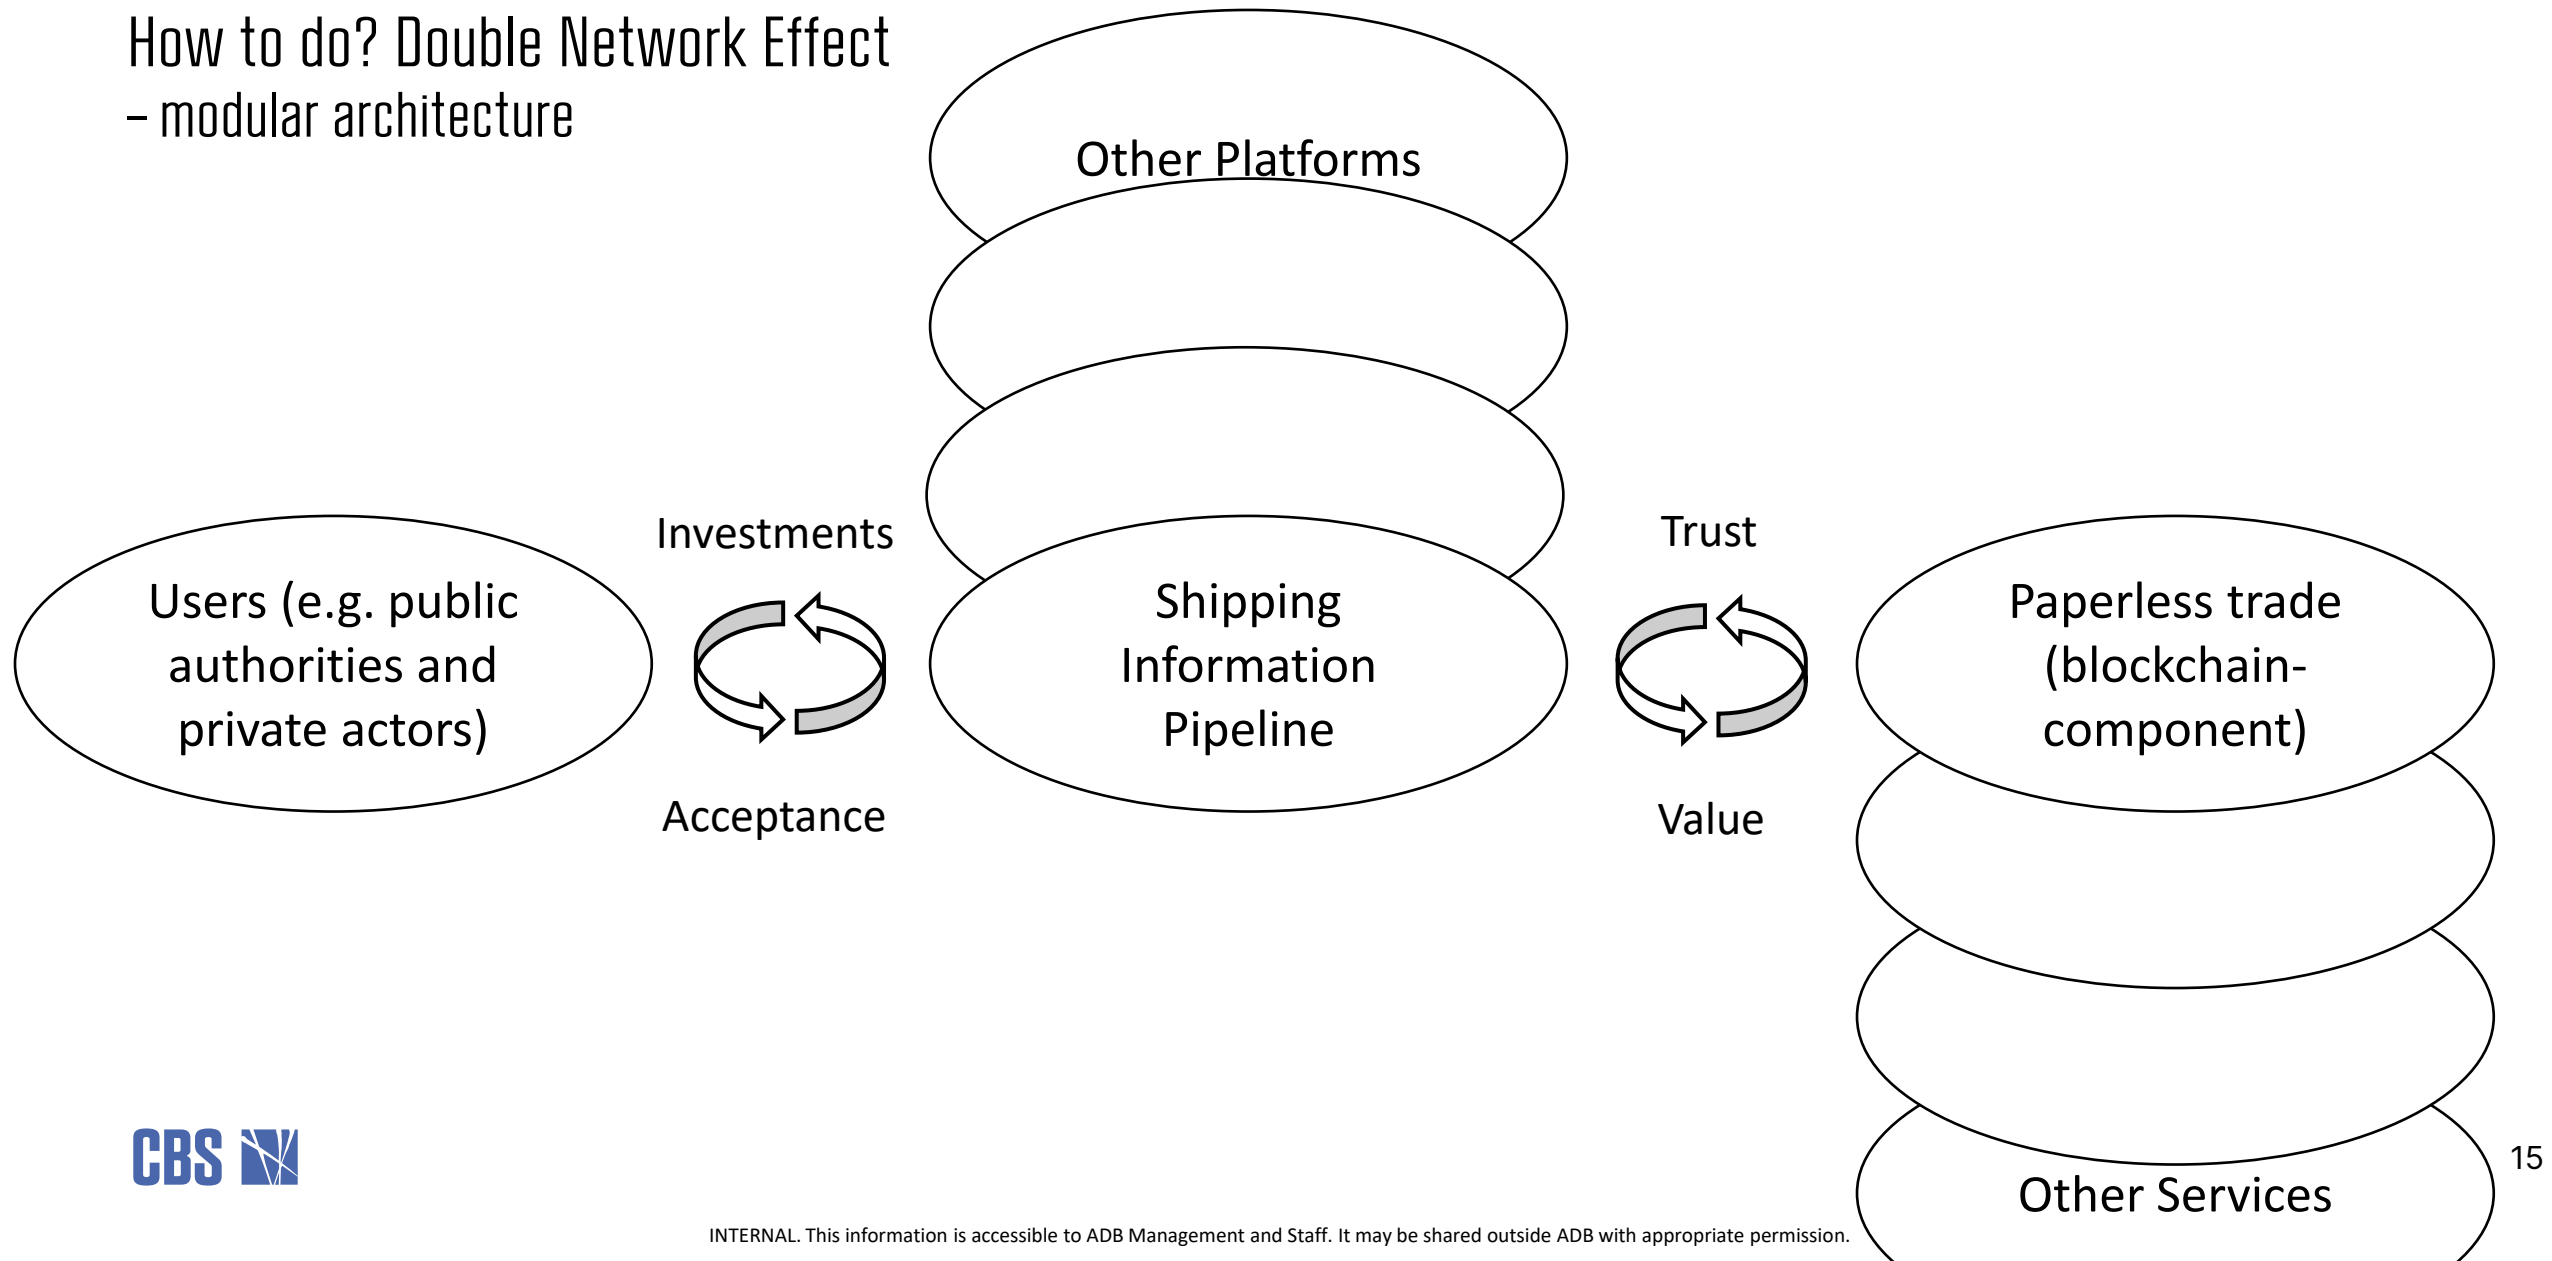 How to do? Double Network Effect
– modular architecture
Other Platforms
Investments
Trust
Users (e.g. public
authorities and
private actors)
Shipping
Information
Pipeline
Paperless trade
(blockchain-
component)
Acceptance
Value
CBS
15
Other Services
INTERNAL. This information is accessible to ADB Management and Staff. It may be shared outside ADB with appropriate permission.